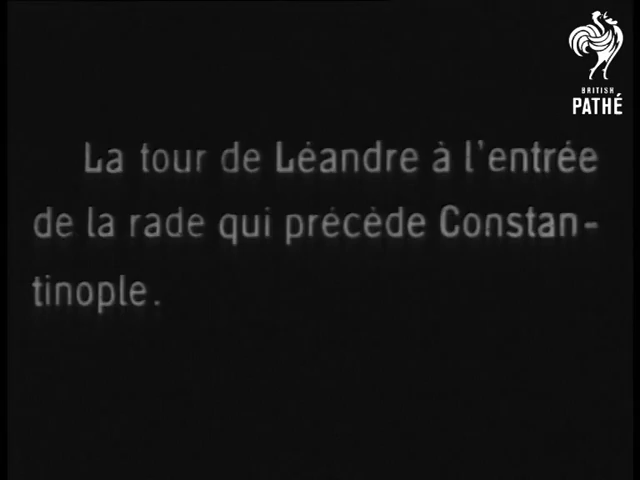 BRITISH
PATHÉ
La tour de Léandre à l'entrée
de la rade qui précède Constan-
tinople.